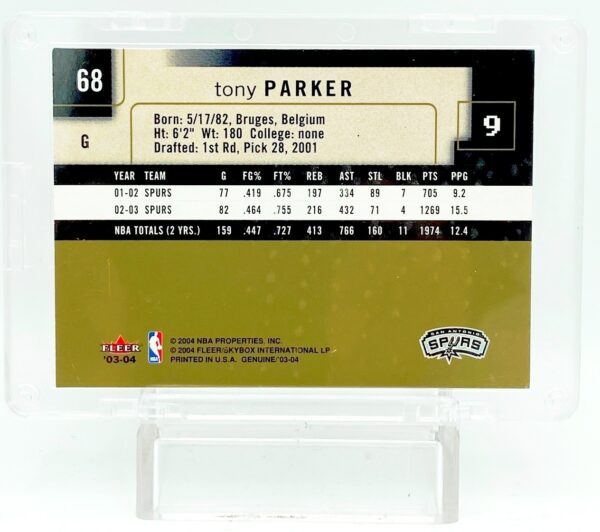 68
tony PARKER
G
Born: 5/17/82, Bruges, Belgium
Ht: 6'2" Wt: 180 College: none
Drafted: 1st Rd, Pick 28, 2001
9
YEAR TEAM G FG% FT% REB AST STL BLK PTS PPG
01-02 SPURS 77 .419 .675 197 334 89 7 705 9.2
02-03 SPURS 82 .464 .755 216 432 71 4 1269 15.5
NBA TOTALS (2 YRS.) 159 .447 .727 413 766 160 11 1974 12.4
FLEER
'03-04
NBA
© 2004 NBA PROPERTIES, INC.
© 2004 FLEER/SKYBOX INTERNATIONAL LP
PRINTED IN U.S.A. GENUINE '03-04
SAN ANTONIO
SPURS